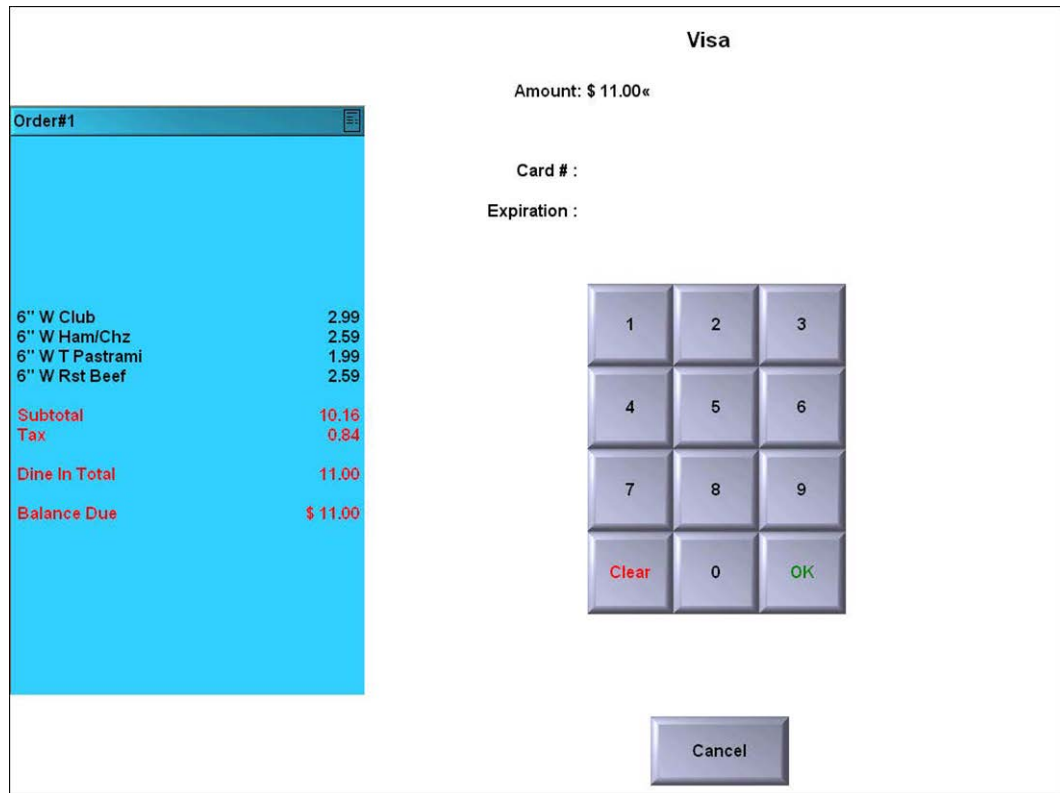 Visa
Amount: $ 11.00«
Order#1
Card # :
Expiration :
6" W Club 2.99
6" W Ham/Chz 2.59
6" W T Pastrami 1.99
6" W Rst Beef 2.59
Subtotal 10.16
Tax 0.84
Dine In Total 11.00
Balance Due $ 11.00
1 2 3
4 5 6
7 8 9
Clear 0 OK
Cancel